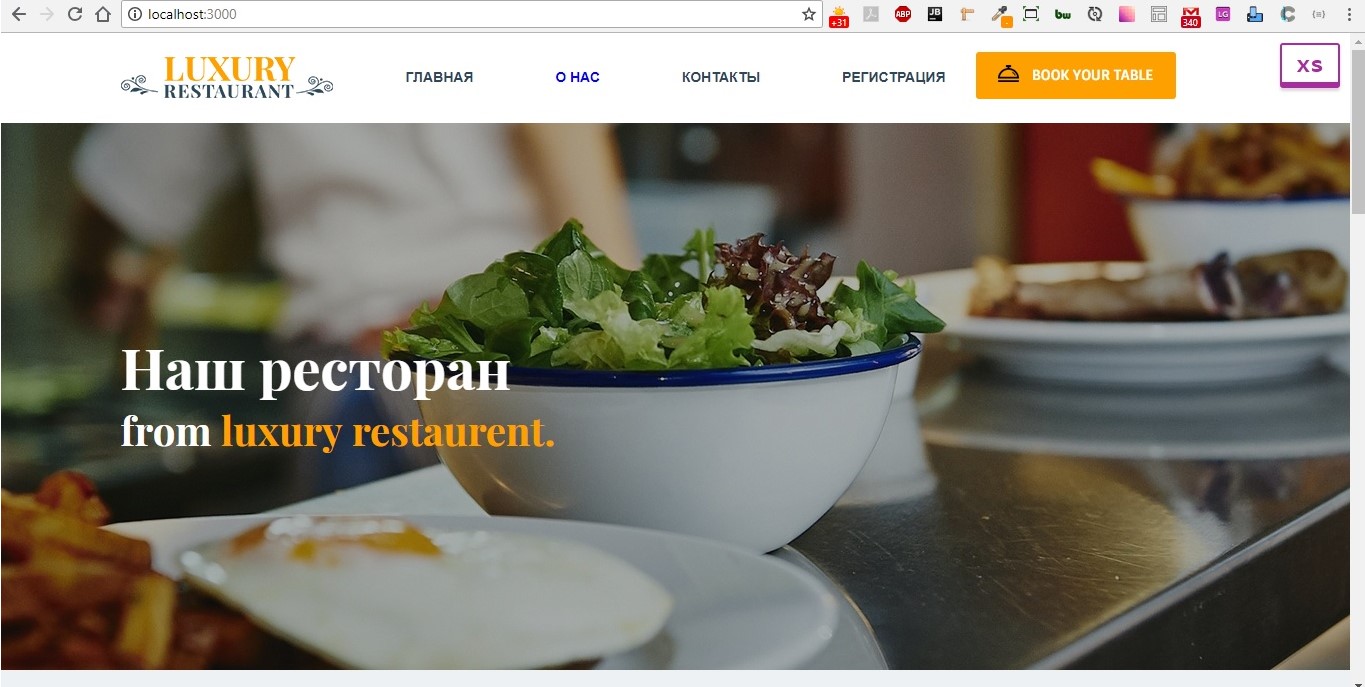 localhost:3000
+31
ABP
JB
bw
340
LG
{≡}
LUXURY
RESTAURANT
ГЛАВНАЯ
О НАС
КОНТАКТЫ
РЕГИСТРАЦИЯ
BOOK YOUR TABLE
XS
Наш ресторан
from luxury restaurent.